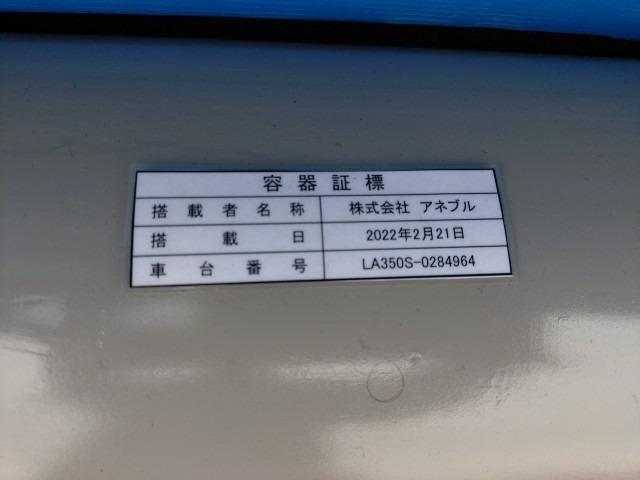 容器証標
搭載者名称 株式会社 アネブル
搭載日 2022年2月21日
車台番号 LA350S-0284964